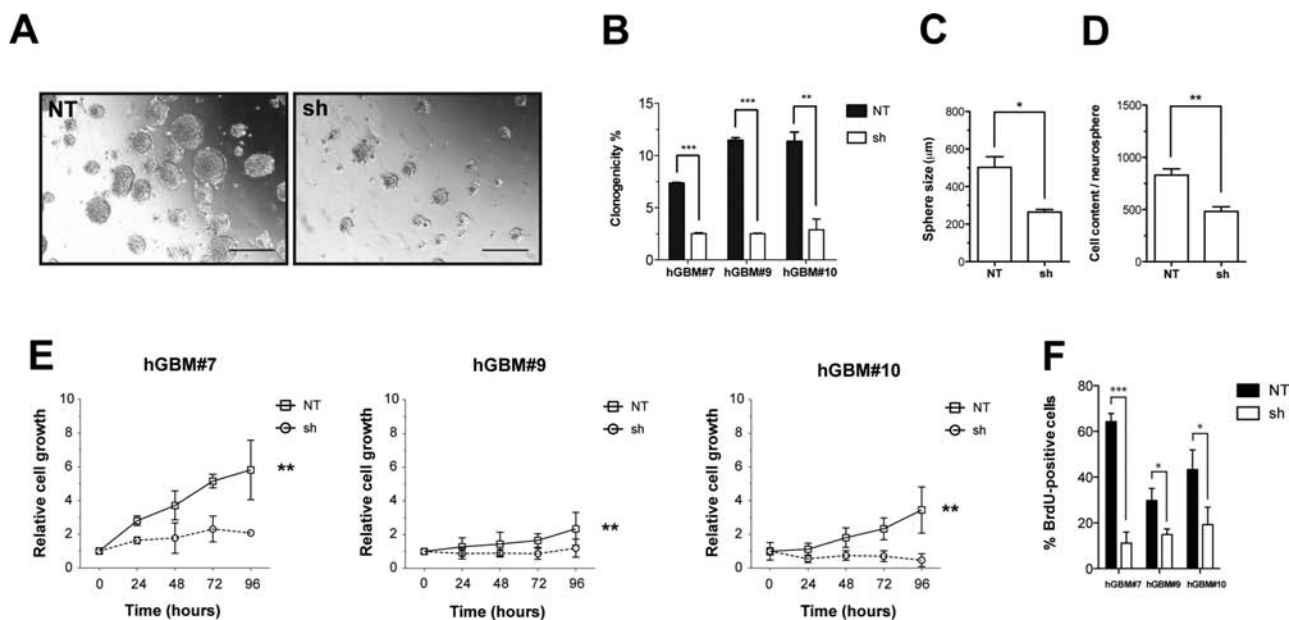 A
NT
sh
B
Clonogenicity %
15
10
5
0
***
***
**
hGBM#7
hGBM#9
hGBM#10
NT
sh
C
Sphere size (μm)
800
600
400
200
0
*
NT
sh
D
Cell content / neurosphere
1500
1000
500
0
**
NT
sh
E
hGBM#7
Relative cell growth
10
8
6
4
2
0
NT
sh
**
0 24 48 72 96
Time (hours)
hGBM#9
Relative cell growth
10
8
6
4
2
0
NT
sh
**
0 24 48 72 96
Time (hours)
hGBM#10
Relative cell growth
10
8
6
4
2
0
NT
sh
**
0 24 48 72 96
Time (hours)
F
% BrdU-positive cells
80
60
40
20
0
***
*
*
hGBM#7
hGBM#9
hGBM#10
NT
sh